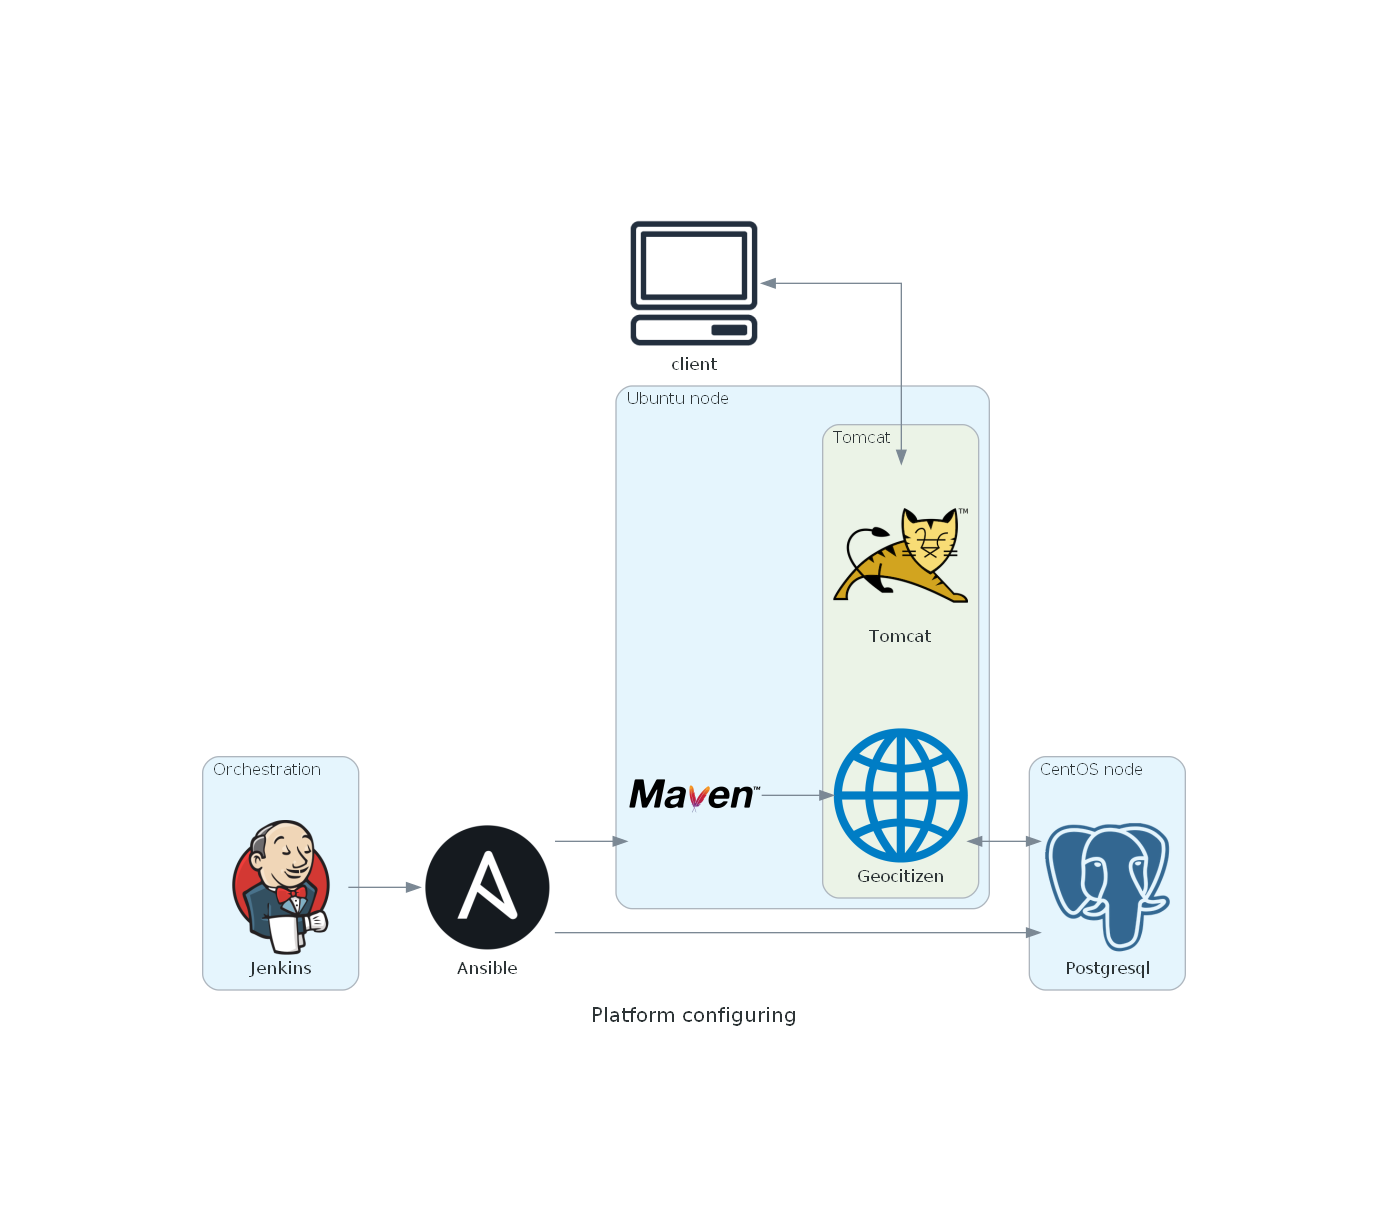 client
Ubuntu node
Tomcat
TM
Tomcat
Orchestration
CentOS node
Maven™
Geocitizen
Jenkins
Ansible
Postgresql
Platform configuring